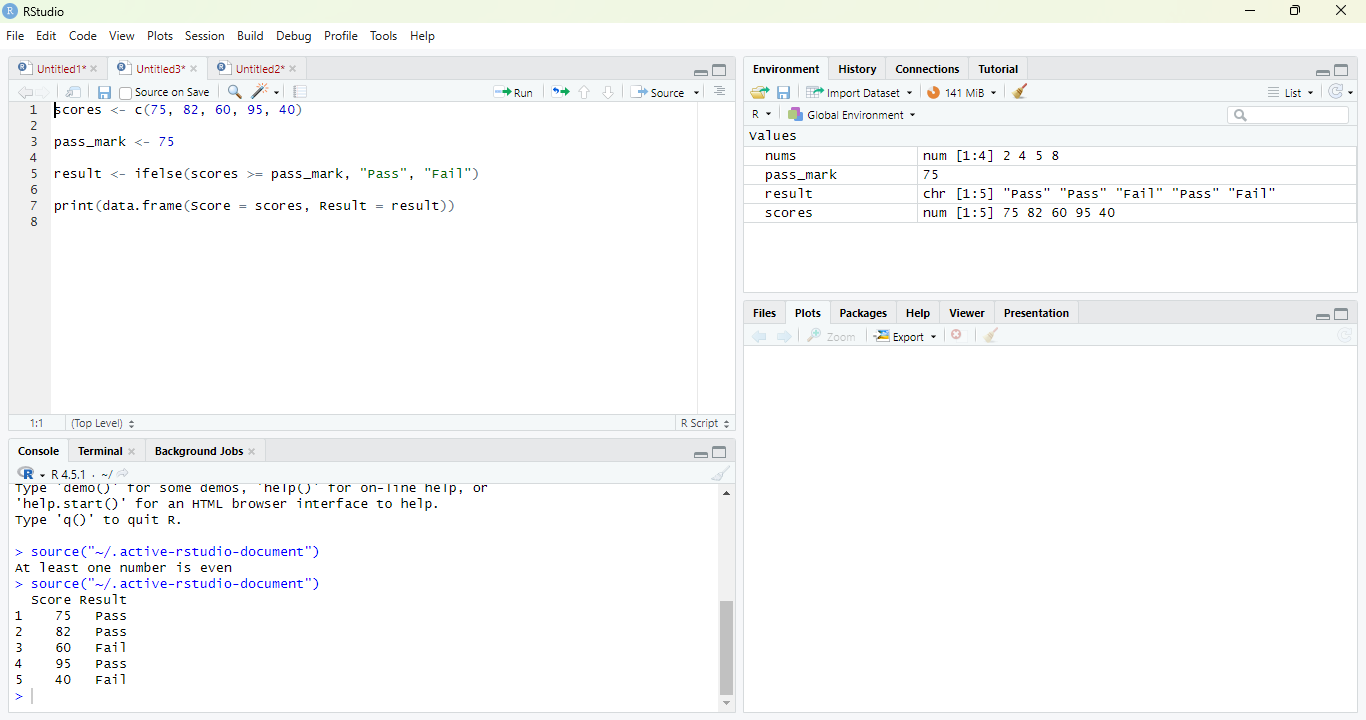 RStudio
File Edit Code View Plots Session Build Debug Profile Tools Help
Untitled1* Untitled3* Untitled2*
Source on Save Run Source
1 scores <- c(75, 82, 60, 95, 40)
2
3 pass_mark <- 75
4
5 result <- ifelse(scores >= pass_mark, "Pass", "Fail")
6
7 print(data.frame(Score = scores, Result = result))
8
1:1 (Top Level) R Script
Console Terminal Background Jobs
R 4.5.1 · ~/
Type 'demo()' for some demos, 'help()' for on-line help, or
'help.start()' for an HTML browser interface to help.
Type 'q()' to quit R.
> source("~/.active-rstudio-document")
At least one number is even
> source("~/.active-rstudio-document")
Score Result
1 75 Pass
2 82 Pass
3 60 Fail
4 95 Pass
5 40 Fail
>
Environment History Connections Tutorial
Import Dataset 141 MiB List
R Global Environment
Values
nums num [1:4] 2 4 5 8
pass_mark 75
result chr [1:5] "Pass" "Pass" "Fail" "Pass" "Fail"
scores num [1:5] 75 82 60 95 40
Files Plots Packages Help Viewer Presentation
Zoom Export